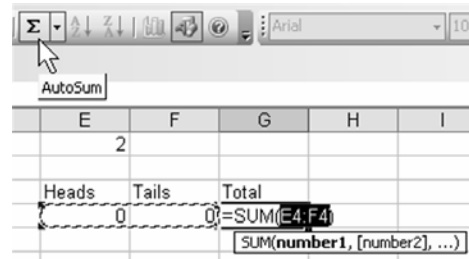 Σ Arial 10
AutoSum
E F G H I
2
Heads Tails Total
0 0 =SUM(E4:F4)
SUM(number1, [number2], ...)